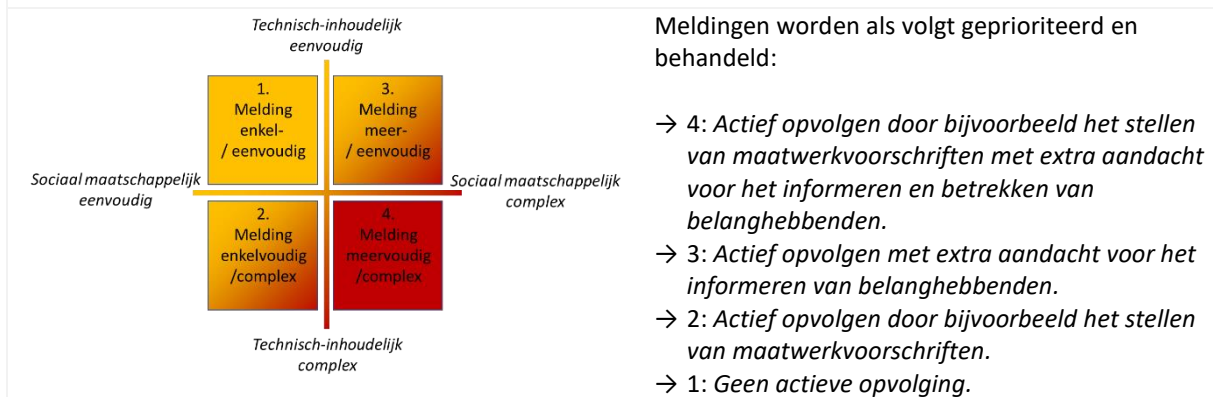 Technisch-inhoudelijk
eenvoudig
1.
Melding
enkel-
/ eenvoudig
3.
Melding
meer-
/ eenvoudig
Sociaal maatschappelijk
eenvoudig
Sociaal maatschappelijk
complex
2.
Melding
enkelvoudig
/complex
4.
Melding
meervoudig
/complex
Technisch-inhoudelijk
complex
Meldingen worden als volgt geprioriteerd en
behandeld:
→ 4: Actief opvolgen door bijvoorbeeld het stellen
van maatwerkvoorschriften met extra aandacht
voor het informeren en betrekken van
belanghebbenden.
→ 3: Actief opvolgen met extra aandacht voor het
informeren van belanghebbenden.
→ 2: Actief opvolgen door bijvoorbeeld het stellen
van maatwerkvoorschriften.
→ 1: Geen actieve opvolging.